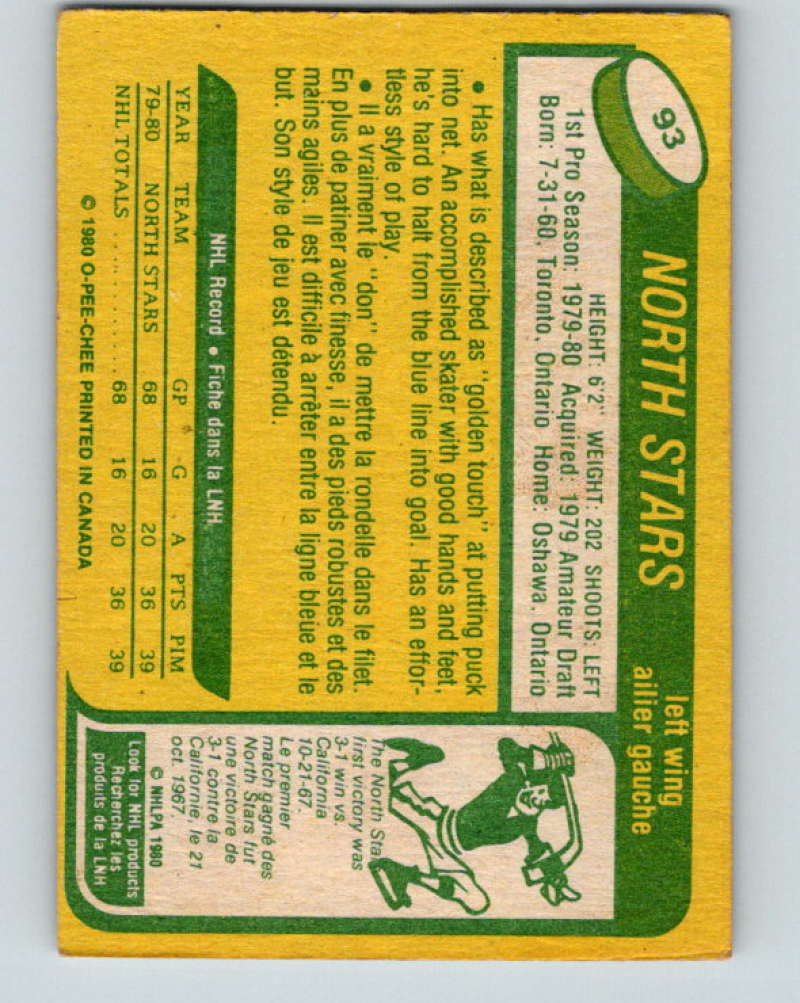 93
NORTH STARS
left wing
ailier gauche
HEIGHT: 6'2" WEIGHT: 202 SHOOTS: LEFT
1st Pro Season: 1979-80 Acquired: 1979 Amateur Draft
Born: 7-31-60, Toronto, Ontario Home: Oshawa, Ontario
• Has what is described as "golden touch" at putting puck
into net. An accomplished skater with good hands and feet,
he's hard to halt from the blue line into goal. Has an effor-
tless style of play.
• Il a vraiment le "don" de mettre la rondelle dans le filet.
En plus de patiner avec finesse, il a des pieds robustes et des
mains agiles. Il est difficile à arrêter entre la ligne bleue et le
but. Son style de jeu est détendu.
NHL Record • Fiche dans la LNH
YEAR TEAM GP G A PTS PIM
79-80 NORTH STARS 68 16 20 36 39
NHL TOTALS .......... 68 16 20 36 39
© 1980 O-PEE-CHEE PRINTED IN CANADA
The North Sta
first victory was
3-1 win vs.
California
10-21-67.
Le premier
match gagné des
North Stars fut
une victoire de
3-1 contre la
Californie, le 21
oct. 1967.
© NHLPA 1980
Look for NHL products
Recherchez les
produits de la LNH